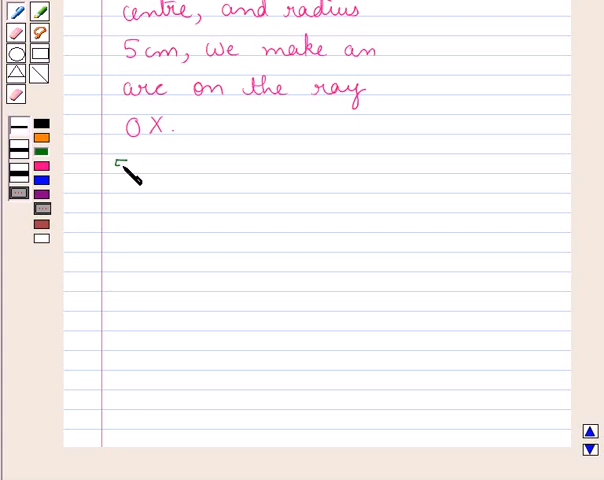 centre, and radius
5cm, we make an
arc on the ray
OX.